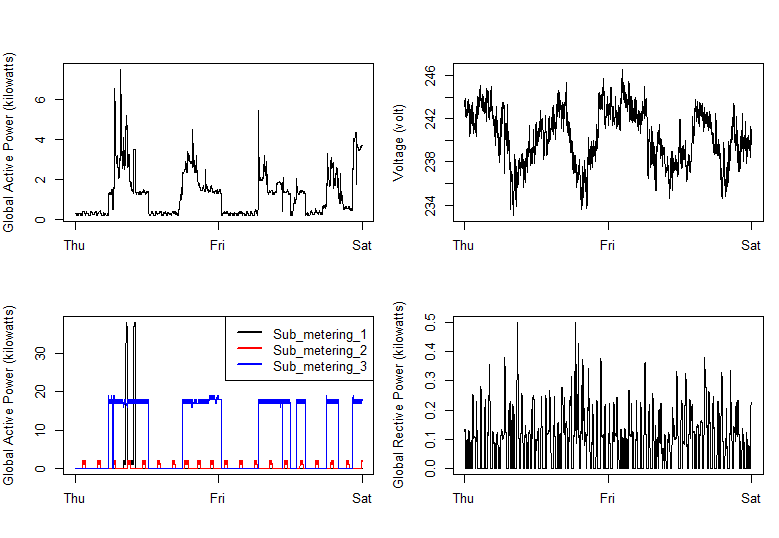 Global Active Power (kilowatts)
0 2 4 6
Thu Fri Sat
Voltage (volt)
234 238 242 246
Thu Fri Sat
Global Active Power (kilowatts)
0 10 20 30
Sub_metering_1
Sub_metering_2
Sub_metering_3
Thu Fri Sat
Global Rective Power (kilowatts)
0.0 0.1 0.2 0.3 0.4 0.5
Thu Fri Sat